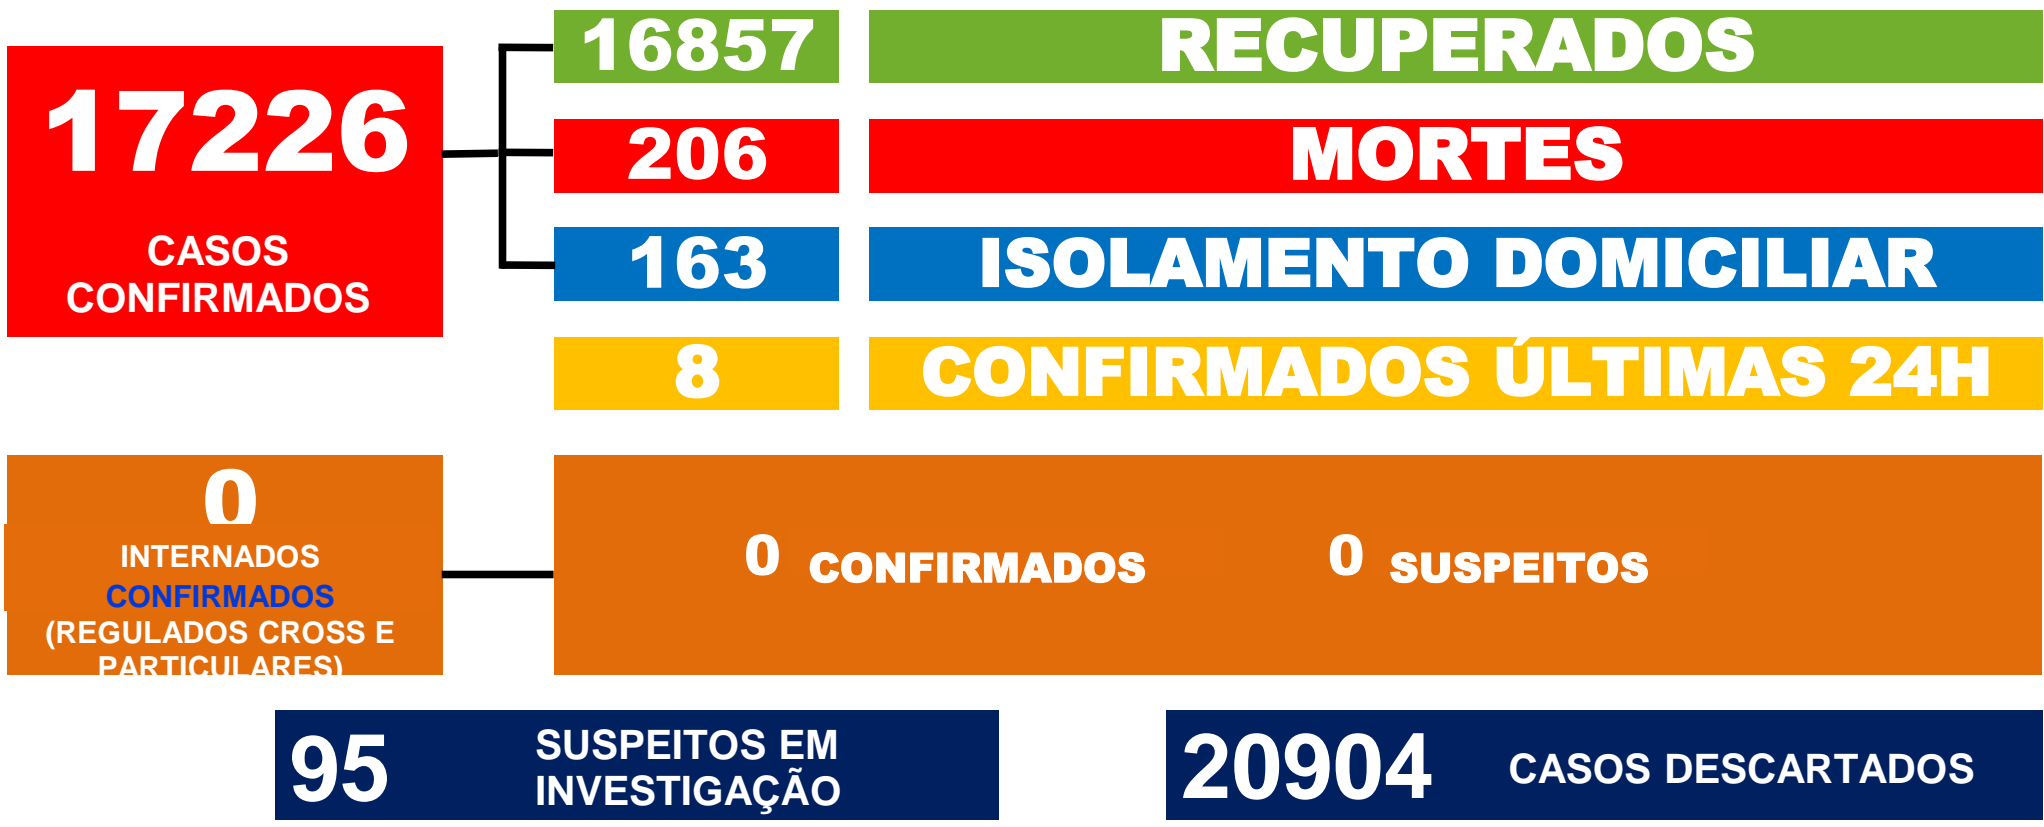 17226
CASOS
CONFIRMADOS
16857 RECUPERADOS
206 MORTES
163 ISOLAMENTO DOMICILIAR
8 CONFIRMADOS ÚLTIMAS 24H
0
INTERNADOS
CONFIRMADOS
(REGULADOS CROSS E
PARTICULARES)
0 CONFIRMADOS 0 SUSPEITOS
95 SUSPEITOS EM
INVESTIGAÇÃO
20904 CASOS DESCARTADOS